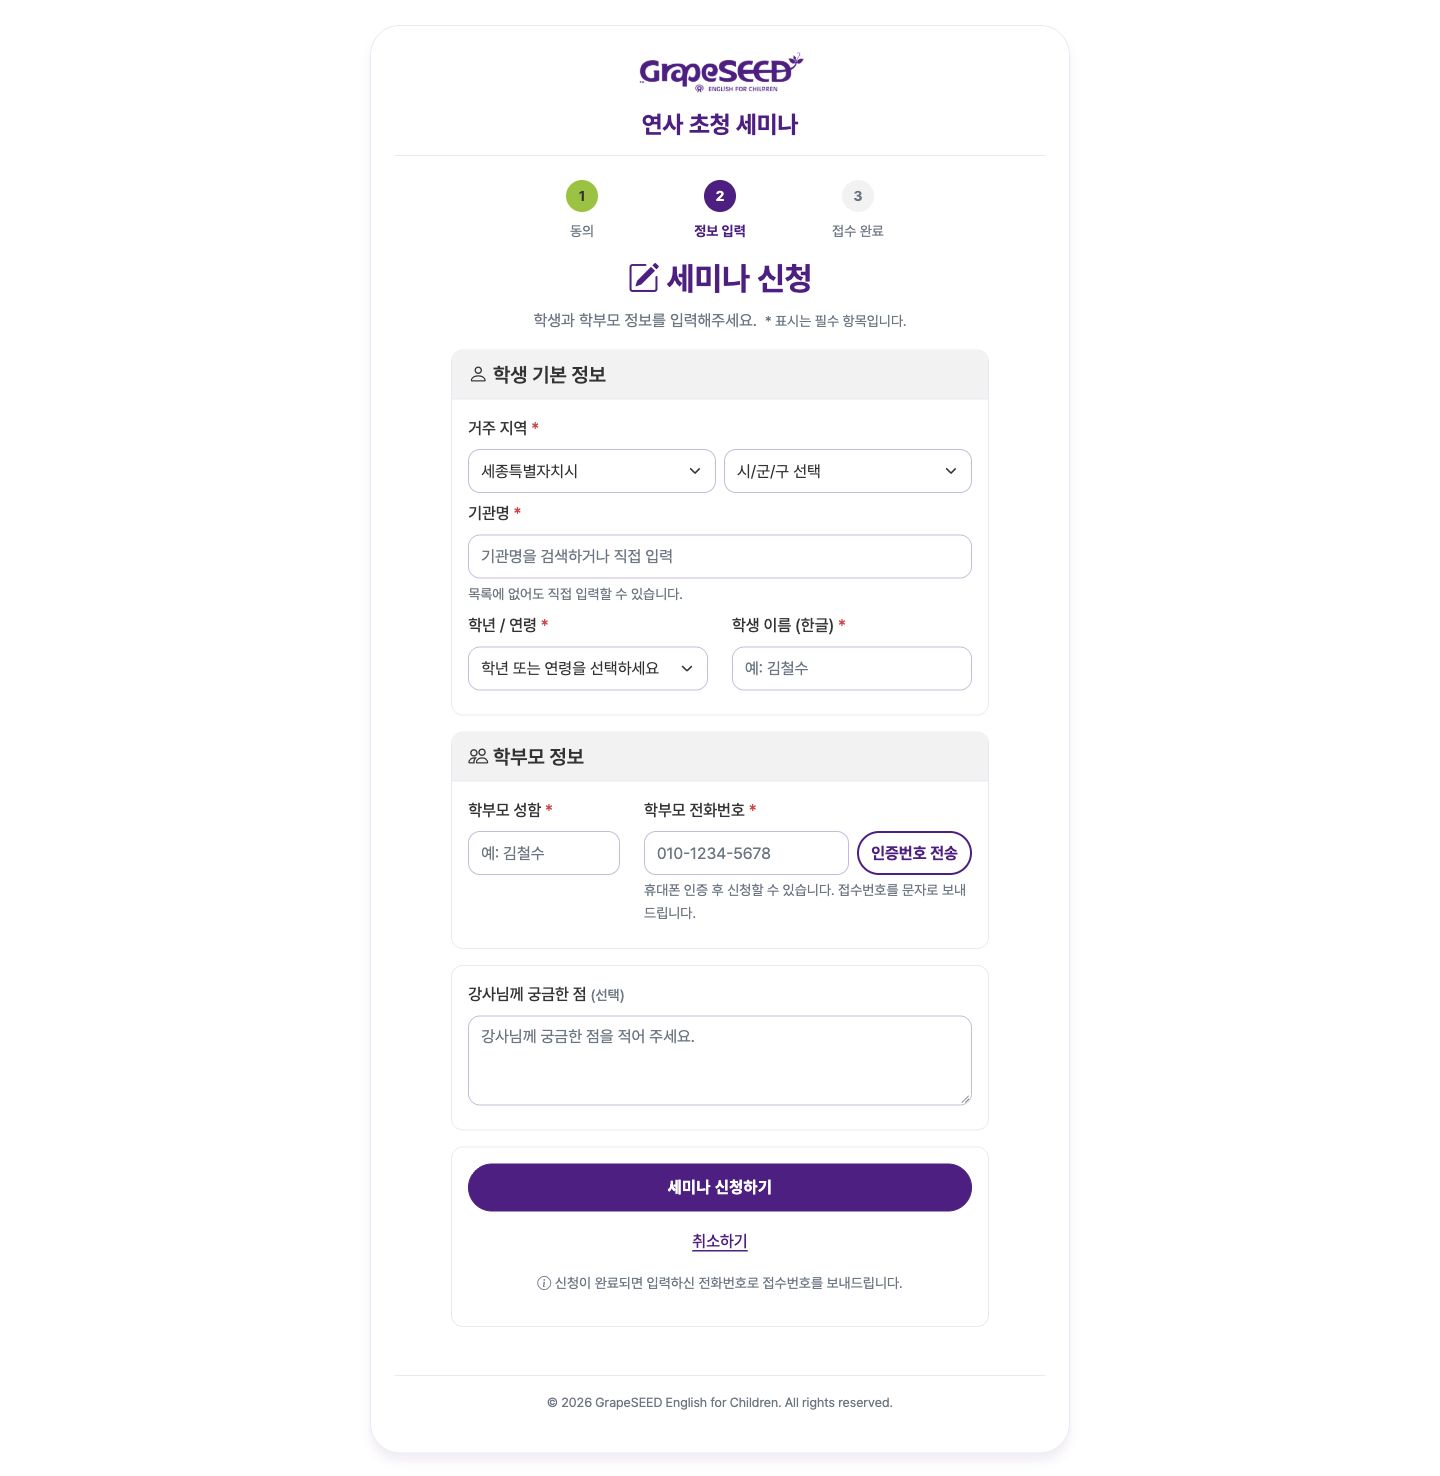 GrapeSEED
ENGLISH FOR CHILDREN
연사 초청 세미나
1 2 3
동의 정보 입력 접수 완료
세미나 신청
학생과 학부모 정보를 입력해주세요. * 표시는 필수 항목입니다.
학생 기본 정보
거주 지역 *
세종특별자치시 시/군/구 선택
기관명 *
기관명을 검색하거나 직접 입력
목록에 없어도 직접 입력할 수 있습니다.
학년 / 연령 * 학생 이름 (한글) *
학년 또는 연령을 선택하세요 예: 김철수
학부모 정보
학부모 성함 * 학부모 전화번호 *
예: 김철수 010-1234-5678 인증번호 전송
휴대폰 인증 후 신청할 수 있습니다. 접수번호를 문자로 보내
드립니다.
강사님께 궁금한 점 (선택)
강사님께 궁금한 점을 적어 주세요.
세미나 신청하기
취소하기
신청이 완료되면 입력하신 전화번호로 접수번호를 보내드립니다.
© 2026 GrapeSEED English for Children. All rights reserved.